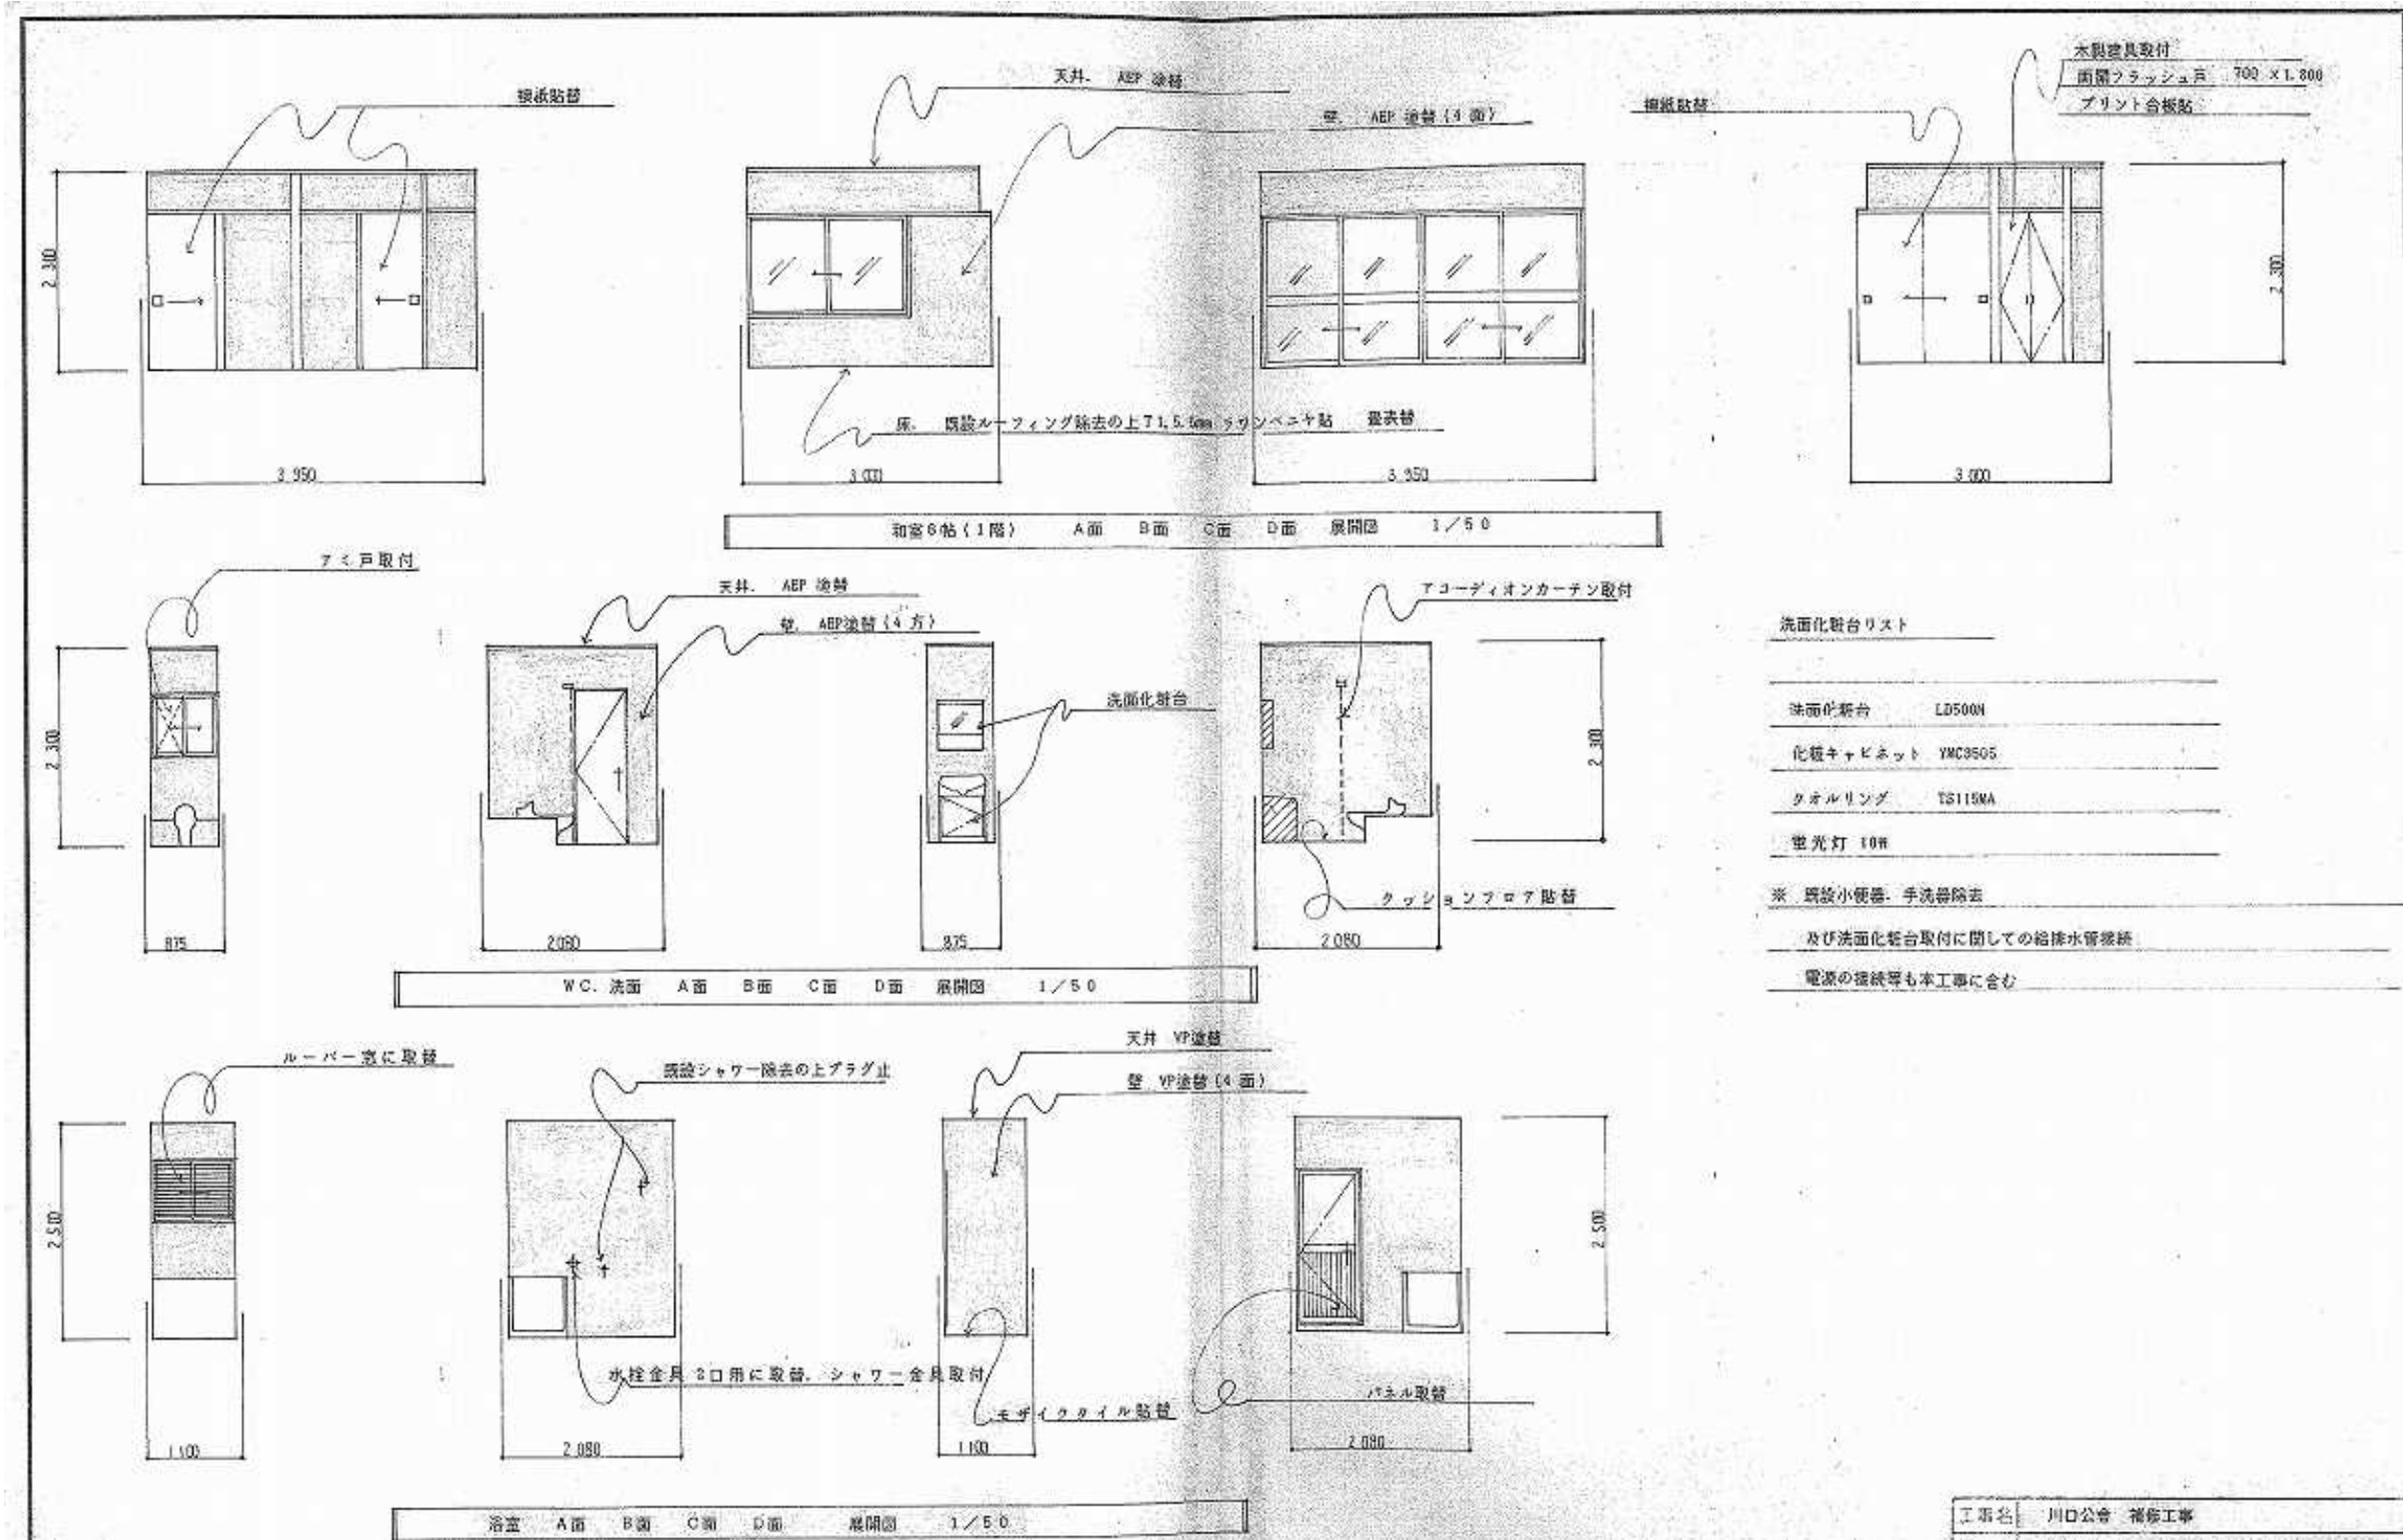 襖紙貼替
天井. AEP 塗替
壁. AEP 塗替(4 面)
襖紙貼替
木製建具取付
両開フラッシュ戸 700 ×1,800
プリント合板貼
2 300
2 300
床. 既設ルーフィング除去の上T1,5.5mm ラワンベニヤ貼 畳表替
3 950
3 000
3 950
3 000
和室6帖(1階) A面 B面 C面 D面 展開図 1/50
アミ戸取付
天井. AEP 塗替
壁. AEP塗替(4 方)
洗面化粧台
アコーディオンカーテン取付
2 300
2 300
クッションフロア貼替
875
2080
875
2 080
WC. 洗面 A面 B面 C面 D面 展開図 1/50
洗面化粧台リスト
洗面化粧台 LD500N
化粧キャビネット YMC3505
タオルリング TS115MA
蛍光灯 10W
※ 既設小便器. 手洗器除去
及び洗面化粧台取付に関しての給排水管接続
電源の接続等も本工事に含む
ルーバー窓に取替
既設シャワー除去の上プラグ止
天井 VP塗替
壁 VP塗替(4 面)
2 500
2 500
水栓金具 2口用に取替. シャワー金具取付
モザイクタイル貼替
パネル取替
1 100
2 080
1 100
2 080
浴室 A面 B面 C面 D面 展開図 1/50
工事名 川口公舎 補修工事